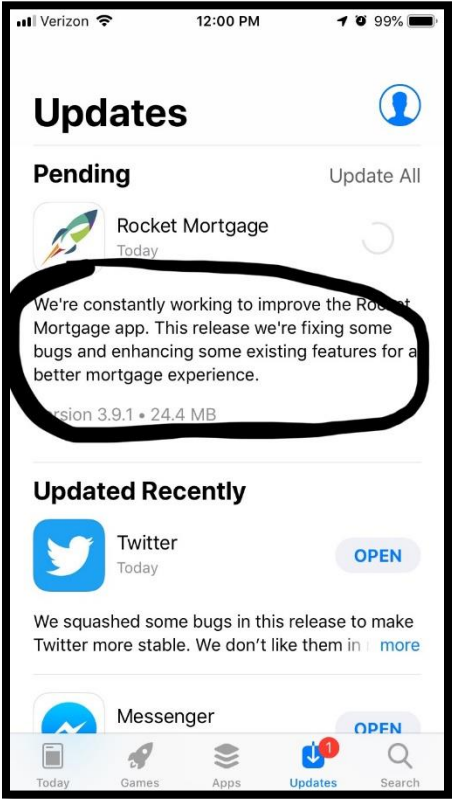 Verizon 12:00 PM 99%
Updates
Pending Update All
Rocket Mortgage
Today
We're constantly working to improve the Rocket
Mortgage app. This release we're fixing some
bugs and enhancing some existing features for a
better mortgage experience.
3.9.1 • 24.4 MB
Updated Recently
Twitter
Today
OPEN
We squashed some bugs in this release to make
Twitter more stable. We don't like them in more
Messenger
OPEN
1
Today Games Apps Updates Search